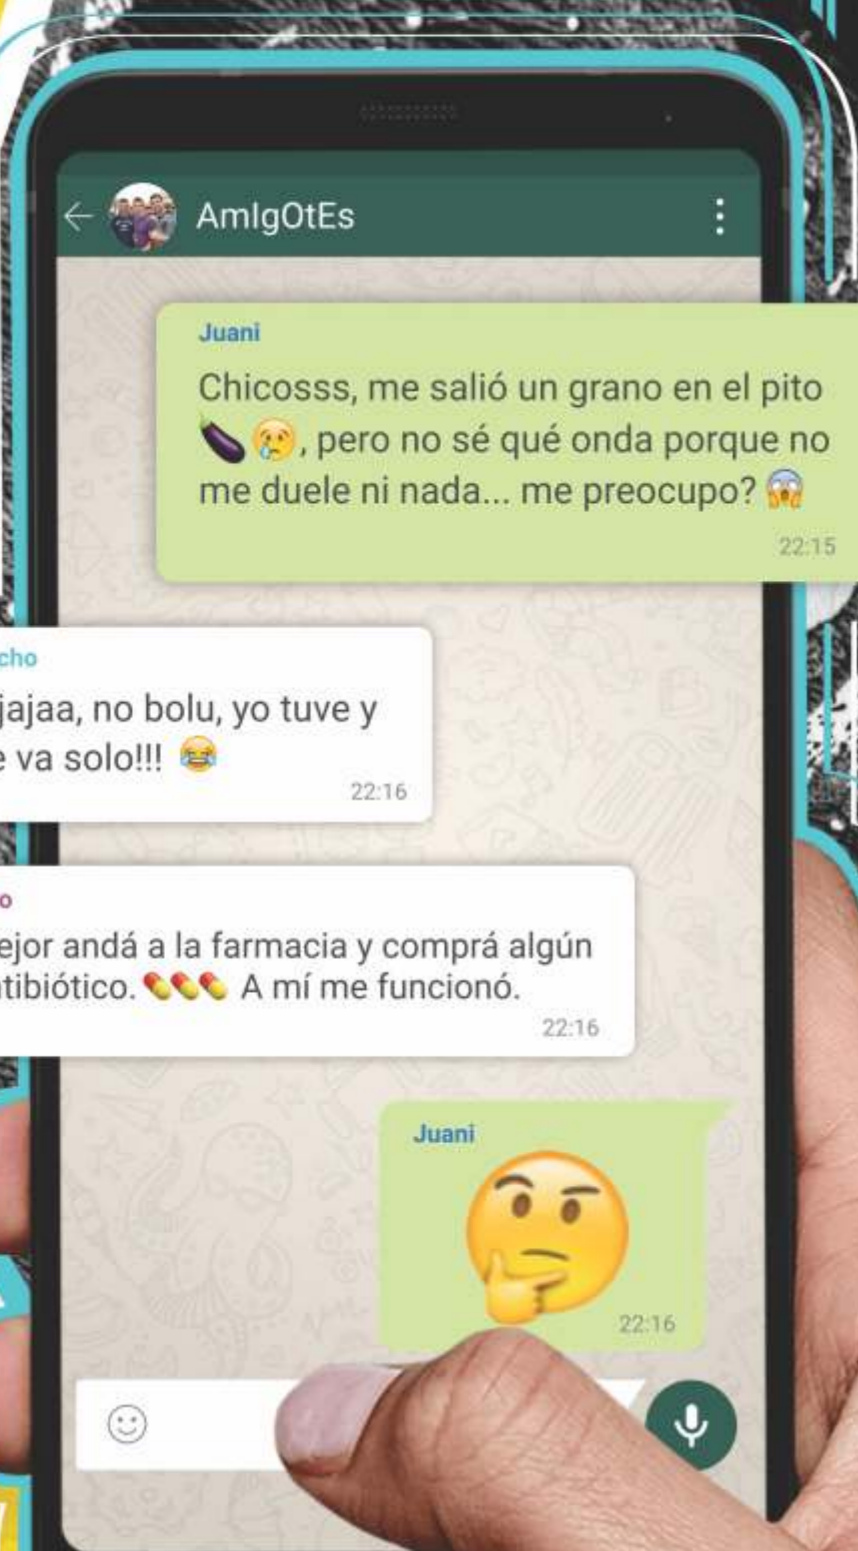 AmIgOtEs
Juani
Chicosss, me salió un grano en el pito
🍆😢, pero no sé qué onda porque no
me duele ni nada... me preocupo? 😱
22:15
cho
jajaa, no bolu, yo tuve y
e va solo!!! 😂
22:16
o
ejor andá a la farmacia y comprá algún
tibiótico. 💊💊💊 A mí me funcionó.
22:16
Juani
🤔
22:16